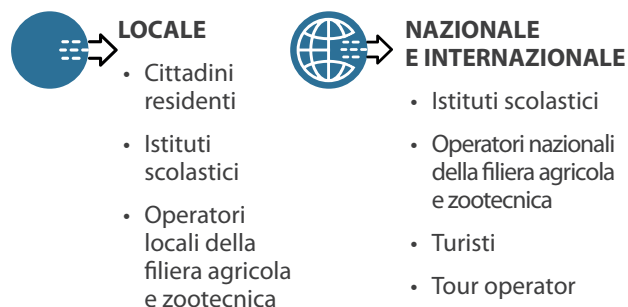 LOCALE
• Cittadini
residenti
• Istituti
scolastici
• Operatori
locali della
filiera agricola
e zootecnica
NAZIONALE
E INTERNAZIONALE
• Istituti scolastici
• Operatori nazionali
della filiera agricola
e zootecnica
• Turisti
• Tour operator